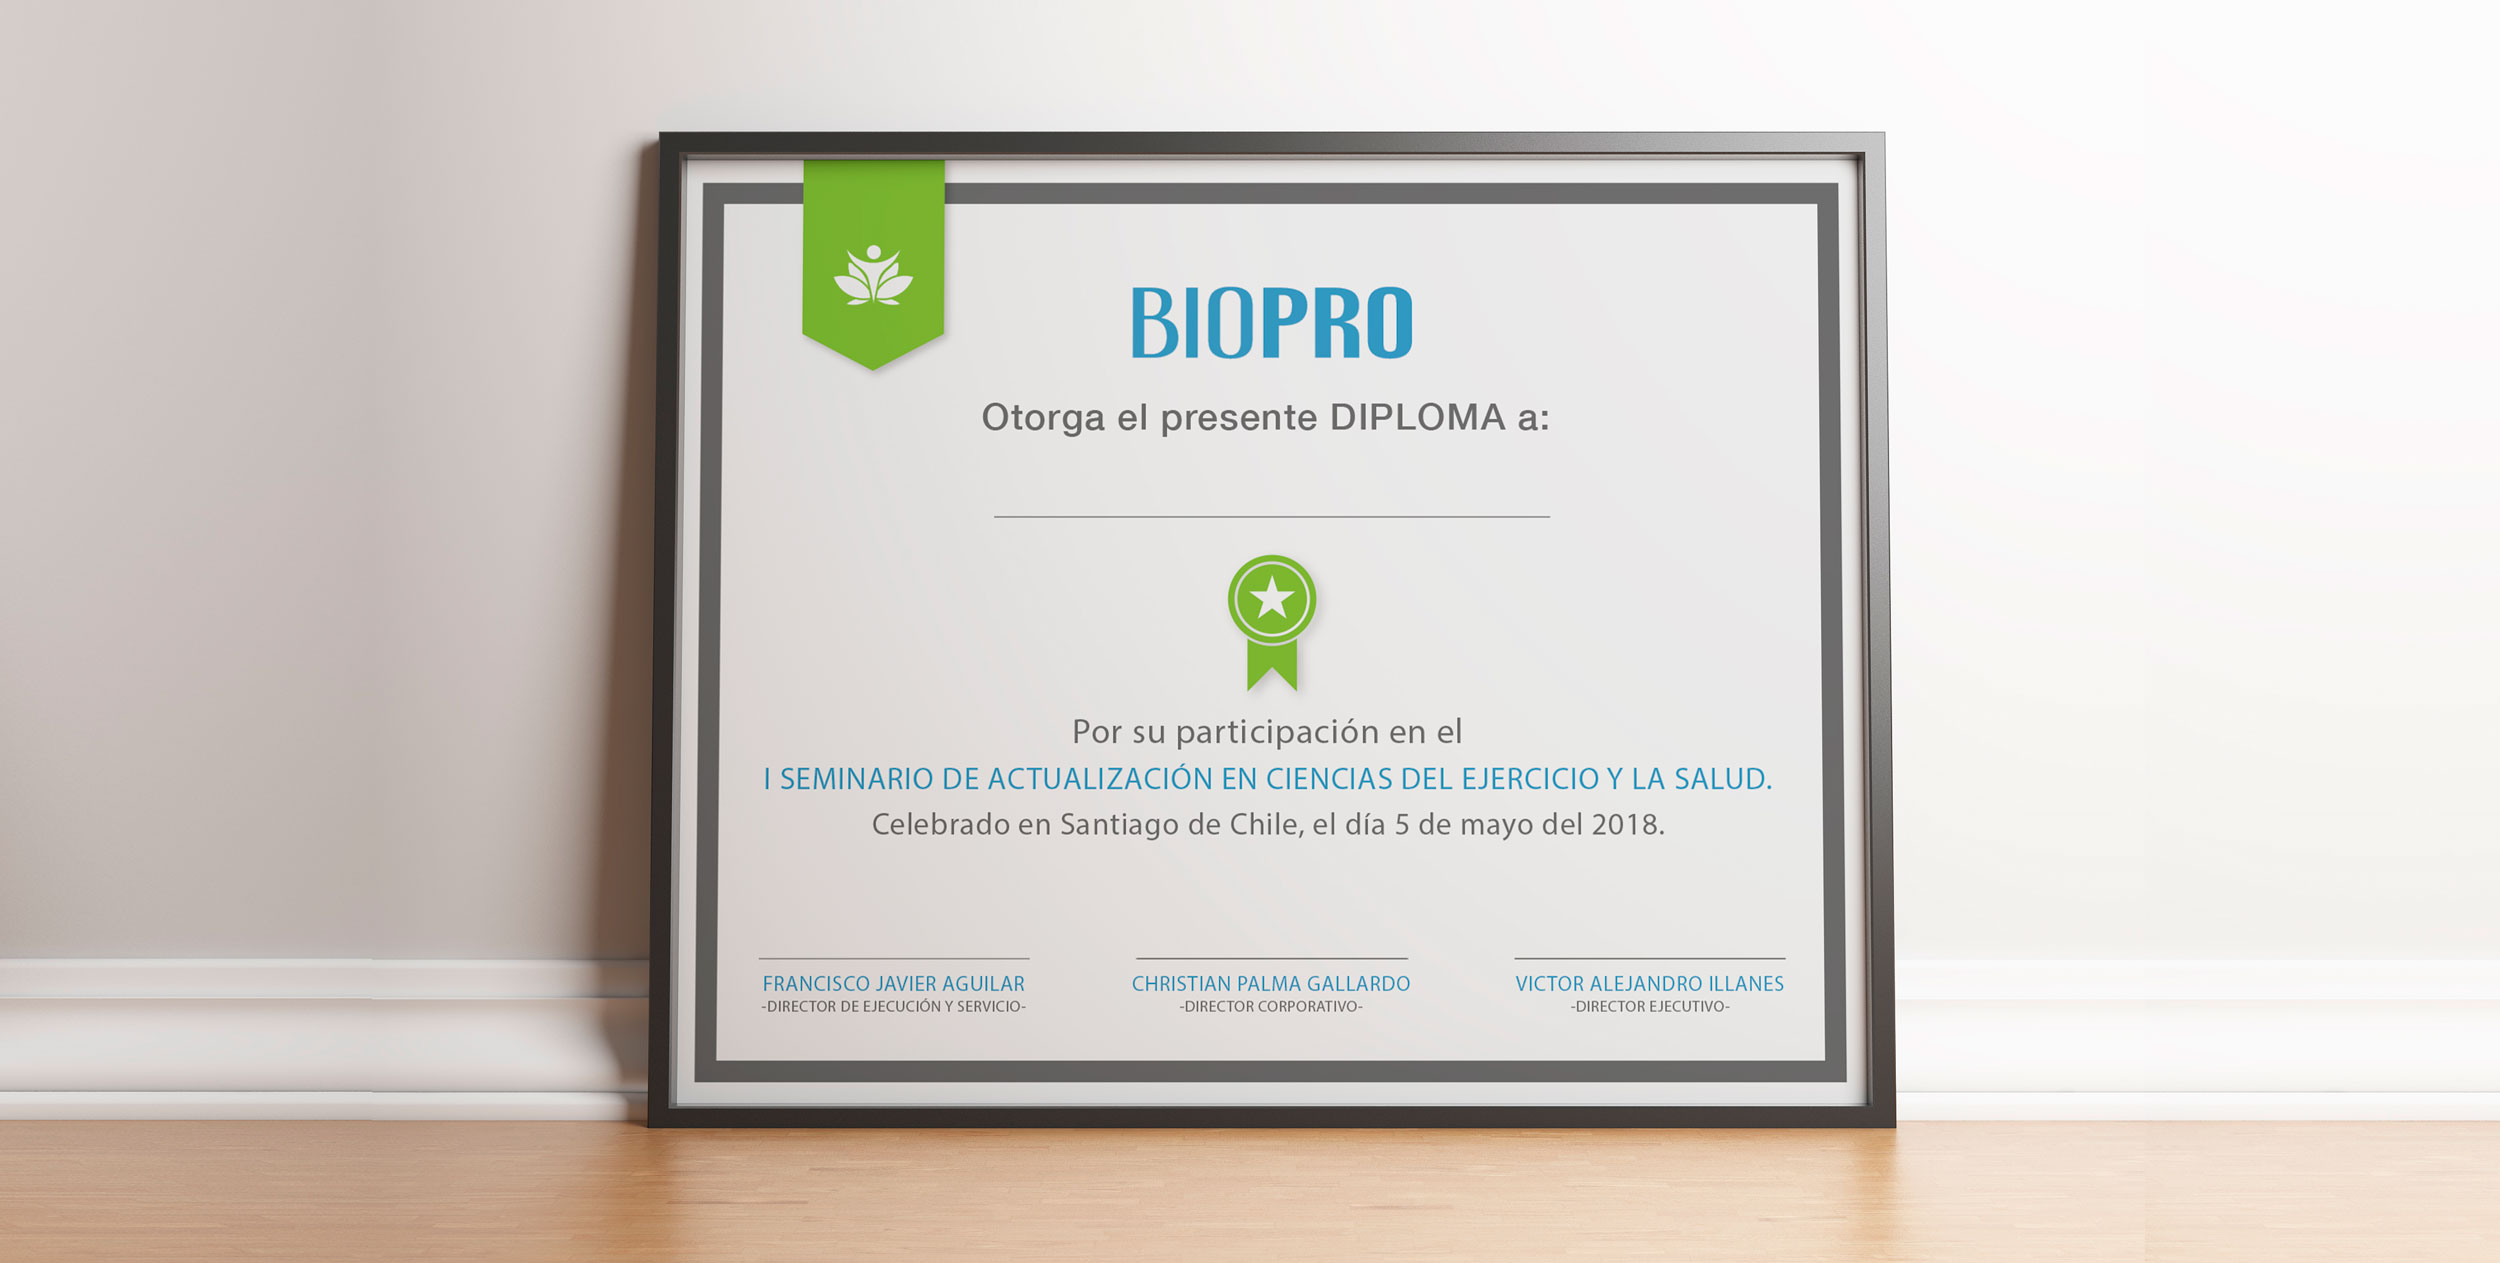 BIOPRO
Otorga el presente DIPLOMA a:
Por su participación en el
I SEMINARIO DE ACTUALIZACIÓN EN CIENCIAS DEL EJERCICIO Y LA SALUD.
Celebrado en Santiago de Chile, el día 5 de mayo del 2018.
FRANCISCO JAVIER AGUILAR
-DIRECTOR DE EJECUCIÓN Y SERVICIO-
CHRISTIAN PALMA GALLARDO
-DIRECTOR CORPORATIVO-
VICTOR ALEJANDRO ILLANES
-DIRECTOR EJECUTIVO-